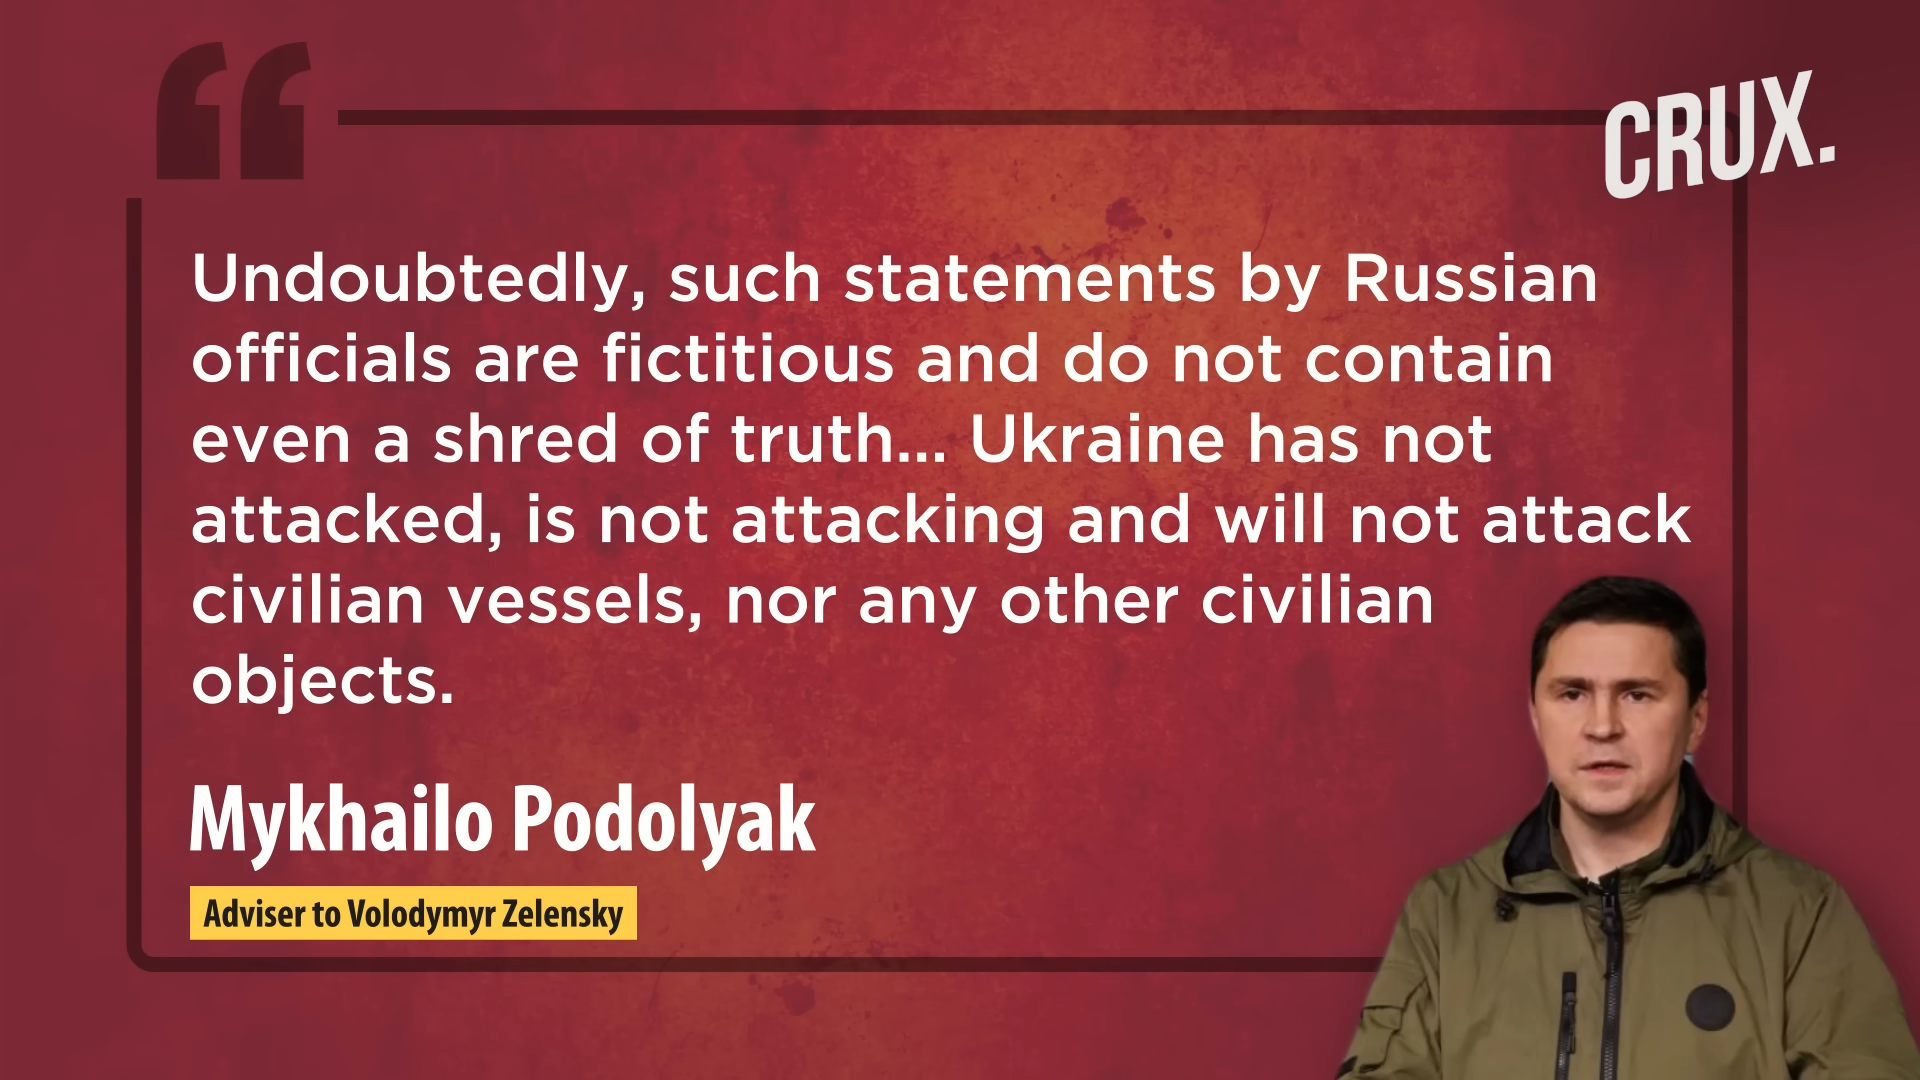 CRUX.
Undoubtedly, such statements by Russian
officials are fictitious and do not contain
even a shred of truth... Ukraine has not
attacked, is not attacking and will not attack
civilian vessels, nor any other civilian
objects.
Mykhailo Podolyak
Adviser to Volodymyr Zelensky